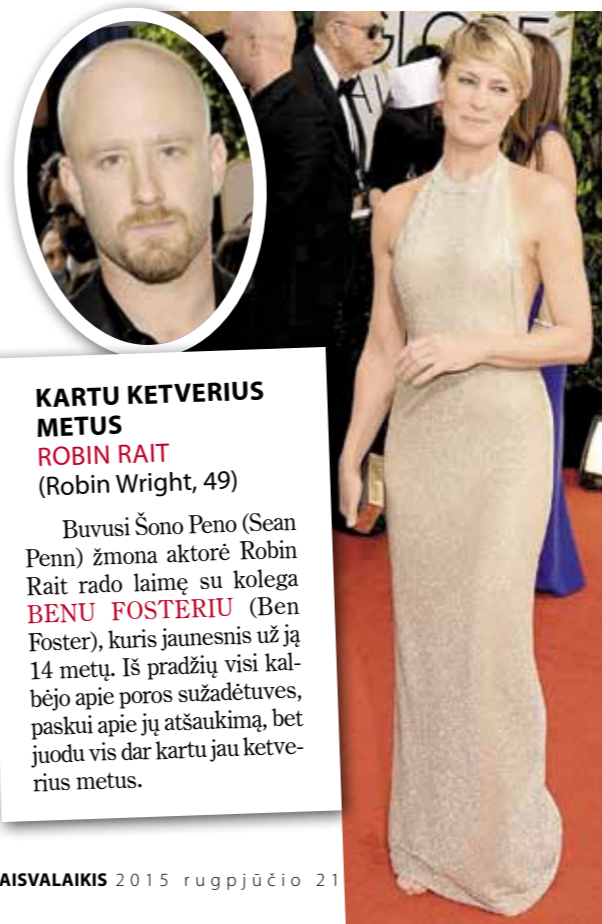 GLOBE
KARTU KETVERIUS
METUS
ROBIN RAIT
(Robin Wright, 49)
Buvusi Šono Peno (Sean
Penn) žmona aktorė Robin
Rait rado laimę su kolega
BENU FOSTERIU (Ben
Foster), kuris jaunesnis už ją
14 metų. Iš pradžių visi kal-
bėjo apie poros sužadėtuves,
paskui apie jų atšaukimą, bet
juodu vis dar kartu jau ketve-
rius metus.
AISVALAIKIS 2015 rugpjūčio 21